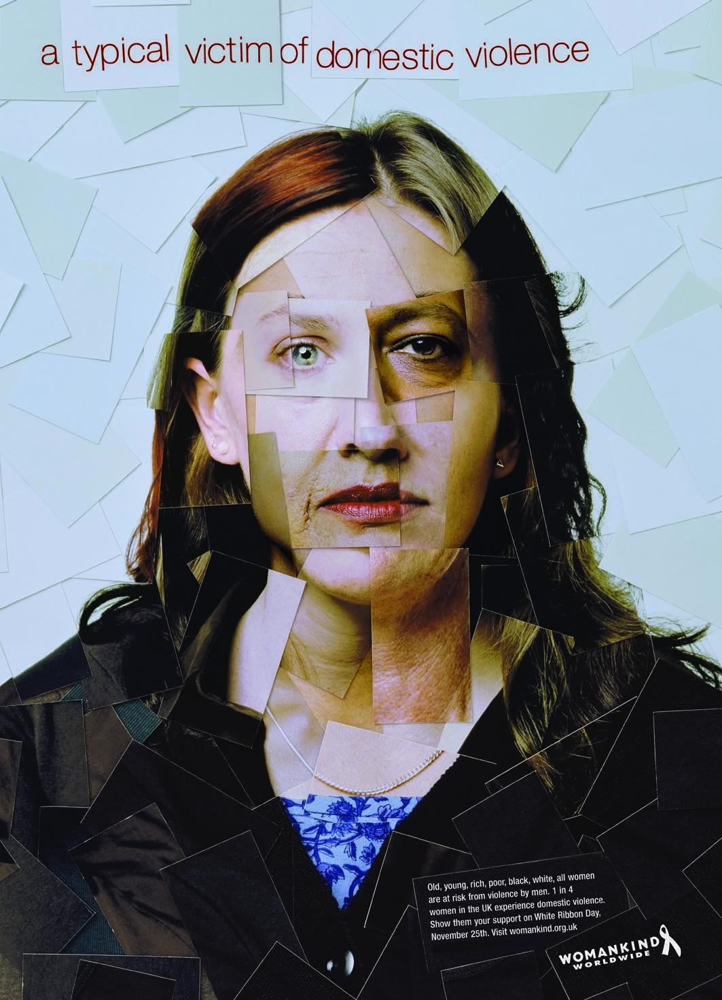 a typical victim of domestic violence
Old, young, rich, poor, black, white, all women
are at risk from violence by men. 1 in 4
women in the UK experience domestic violence.
Show them your support on White Ribbon Day,
November 25th. Visit womankind.org.uk
WOMANKIND
WORLDWIDE